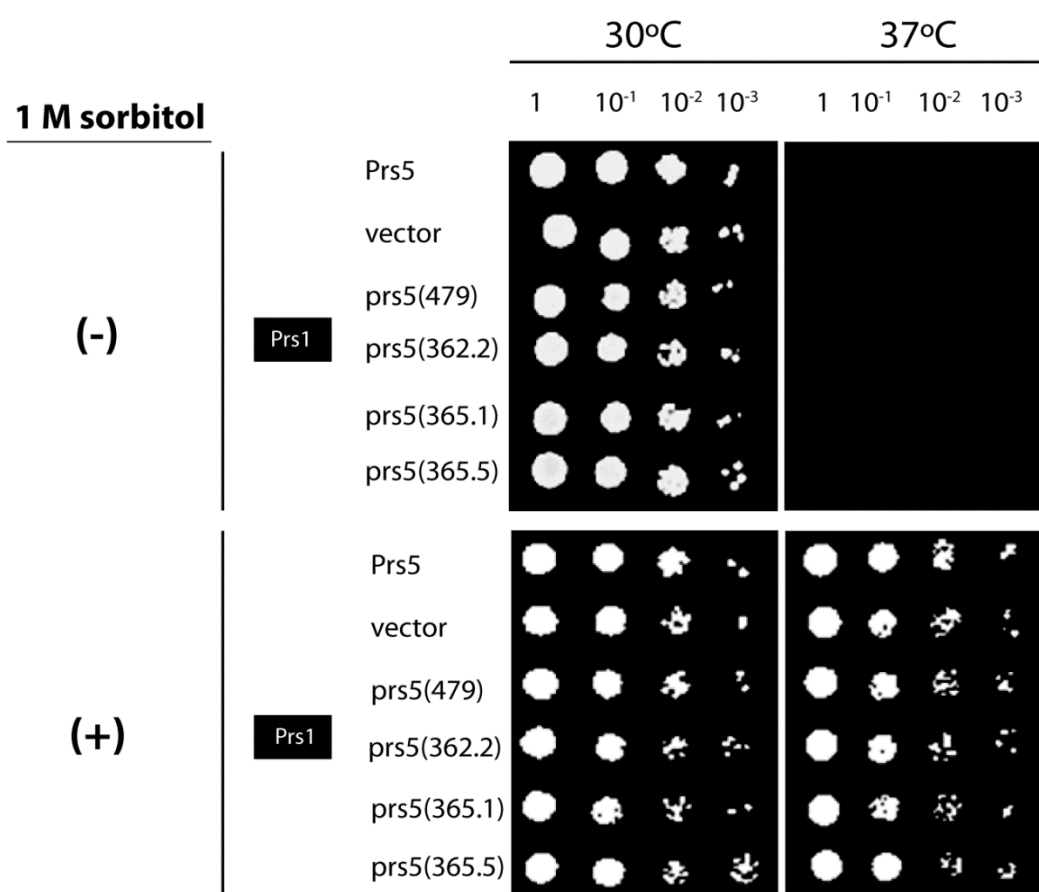 30ºC 37ºC
1 M sorbitol 1 10-1 10-2 10-3 1 10-1 10-2 10-3
Prs5
vector
prs5(479)
(-) Prs1 prs5(362.2)
prs5(365.1)
prs5(365.5)
Prs5
vector
prs5(479)
(+) Prs1 prs5(362.2)
prs5(365.1)
prs5(365.5)